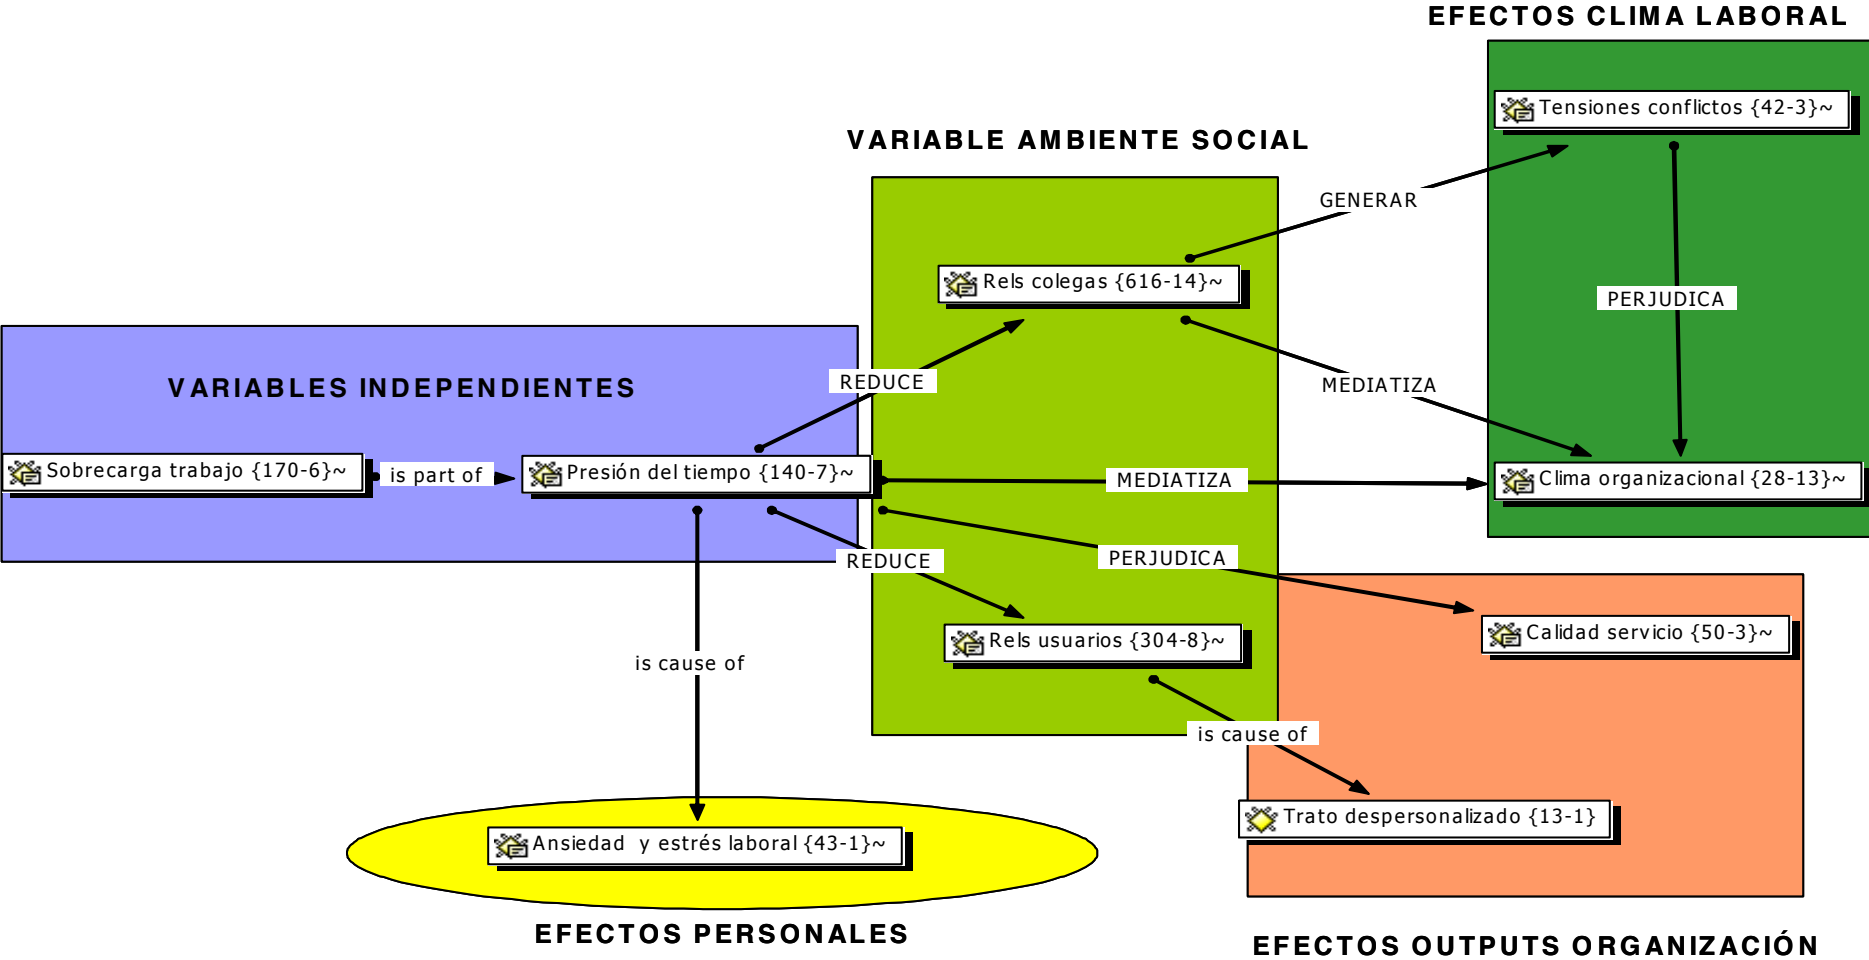 EFECTOS CLIMA LABORAL
Tensiones conflictos {42-3}~
VARIABLE AMBIENTE SOCIAL
GENERAR
Rels colegas {616-14}~
PERJUDICA
VARIABLES INDEPENDIENTES
REDUCE
MEDIATIZA
Sobrecarga trabajo {170-6}~
is part of
Presión del tiempo {140-7}~
MEDIATIZA
Clima organizacional {28-13}~
REDUCE
PERJUDICA
Rels usuarios {304-8}~
Calidad servicio {50-3}~
is cause of
is cause of
Trato despersonalizado {13-1}
Ansiedad y estrés laboral {43-1}~
EFECTOS PERSONALES
EFECTOS OUTPUTS ORGANIZACIÓN